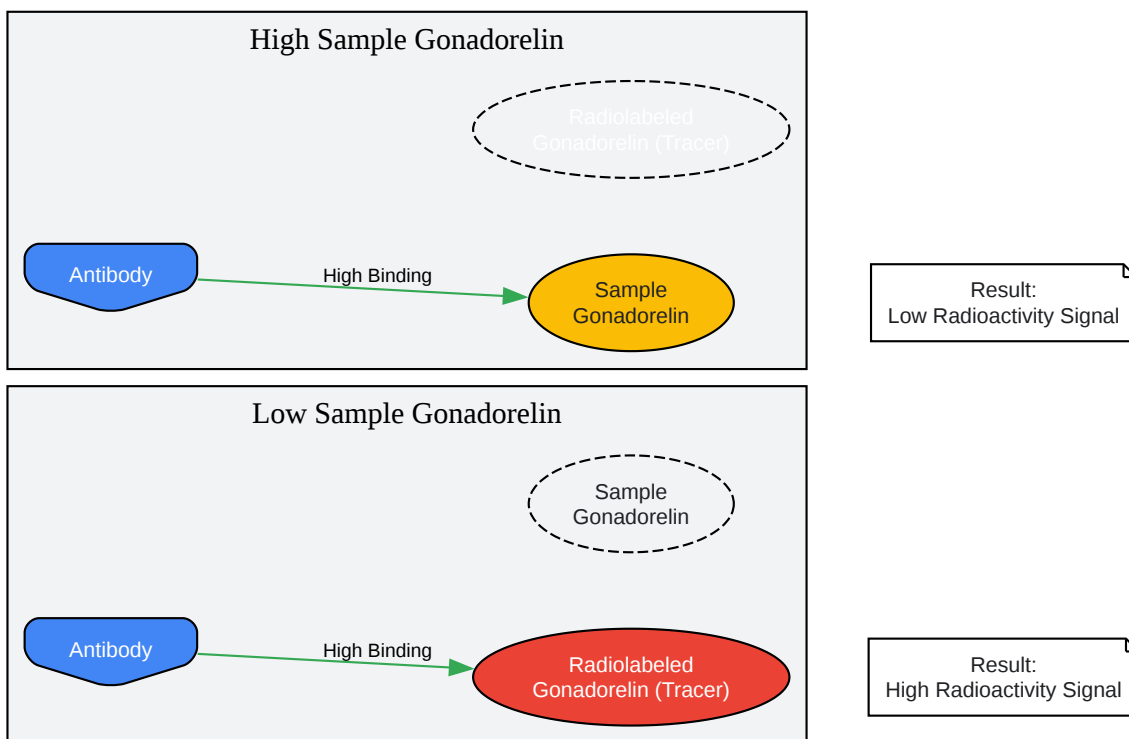 High Sample Gonadorelin
Radiolabeled
Gonadorelin (Tracer)
Antibody
High Binding
Sample
Gonadorelin
Result:
Low Radioactivity Signal
Low Sample Gonadorelin
Sample
Gonadorelin
Antibody
High Binding
Radiolabeled
Gonadorelin (Tracer)
Result:
High Radioactivity Signal